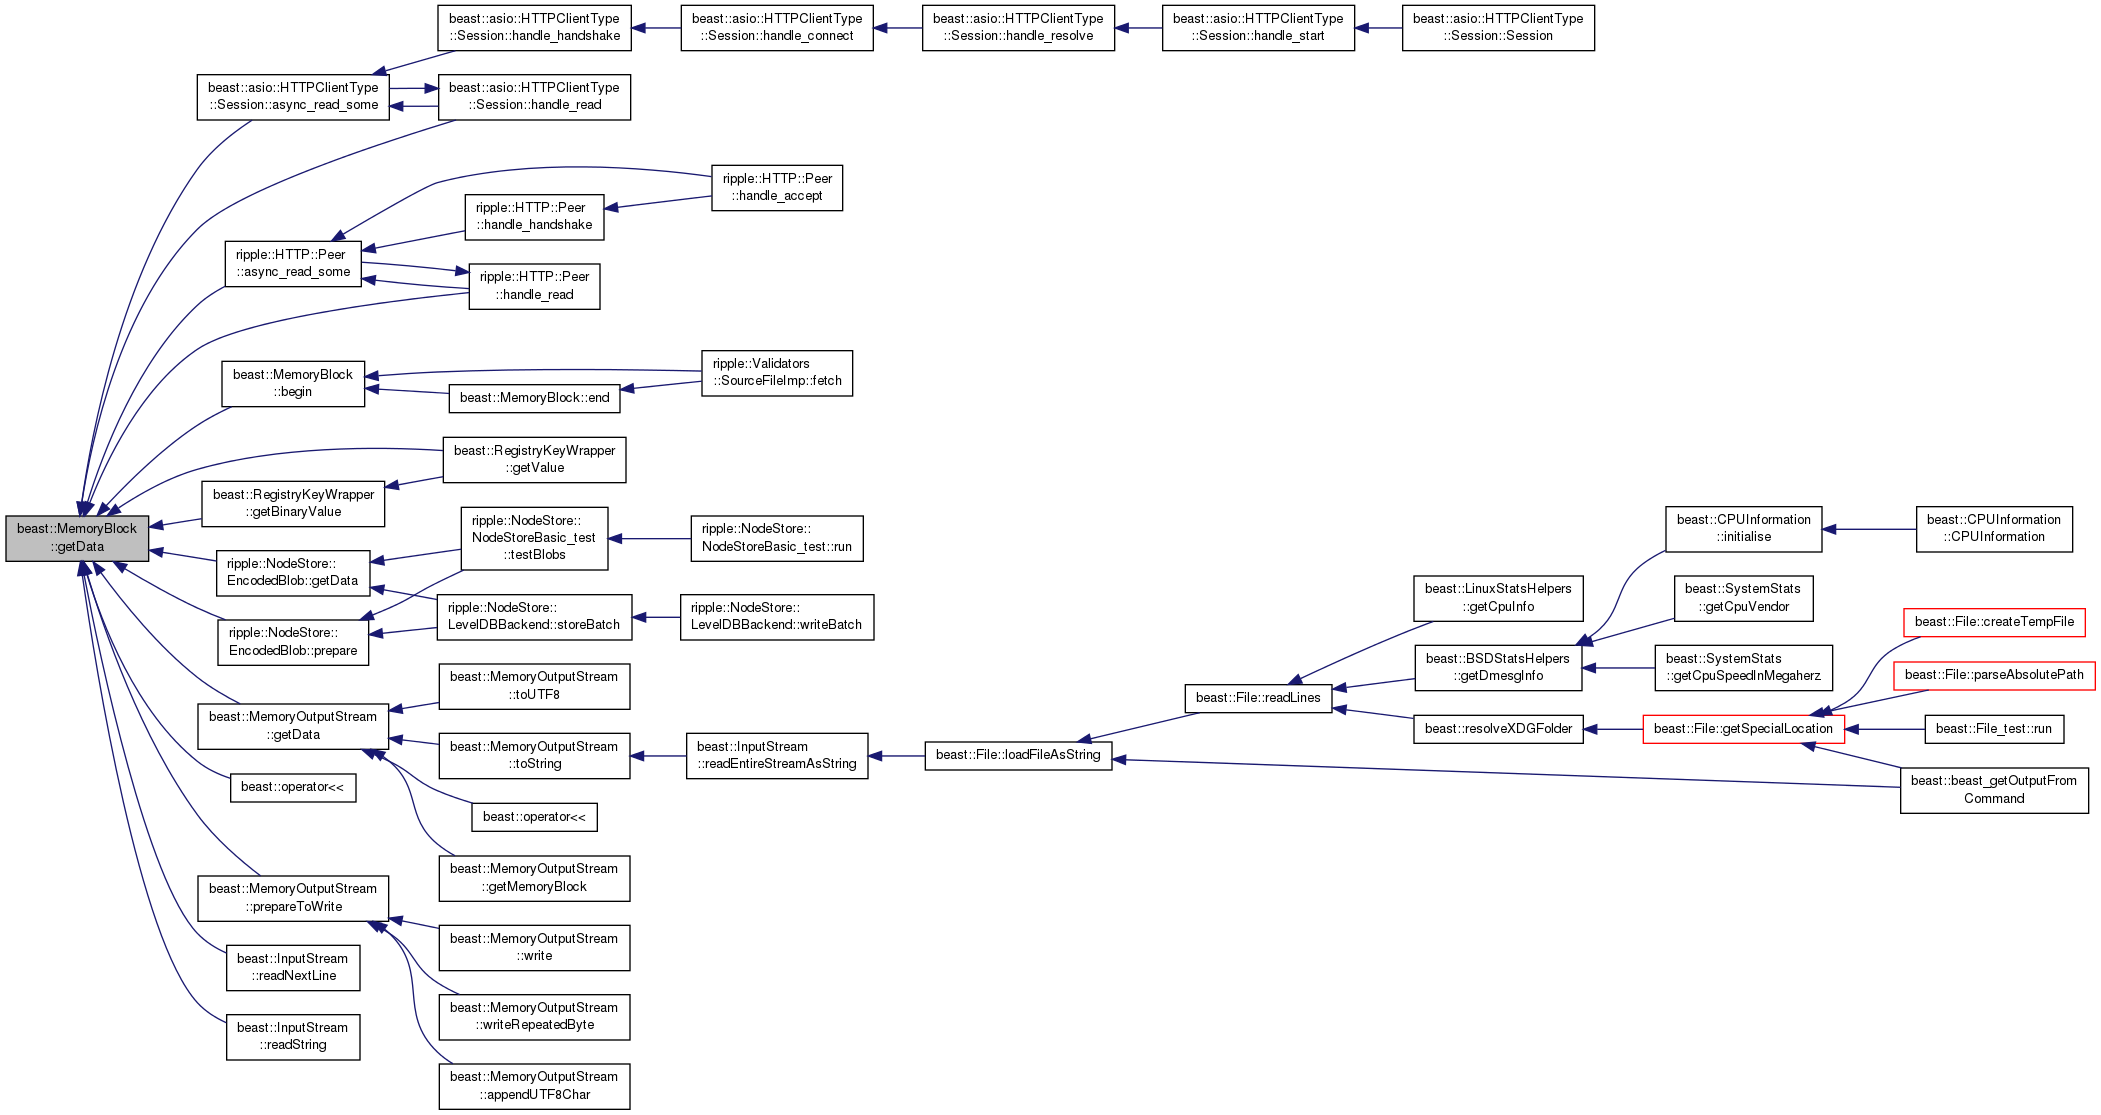 beast::asio::HTTPClientType
::Session::handle_handshake
beast::asio::HTTPClientType
::Session::handle_connect
beast::asio::HTTPClientType
::Session::handle_resolve
beast::asio::HTTPClientType
::Session::handle_start
beast::asio::HTTPClientType
::Session::Session
beast::asio::HTTPClientType
::Session::async_read_some
beast::asio::HTTPClientType
::Session::handle_read
ripple::HTTP::Peer
::handle_accept
ripple::HTTP::Peer
::handle_handshake
ripple::HTTP::Peer
::async_read_some
ripple::HTTP::Peer
::handle_read
beast::MemoryBlock
::begin
ripple::Validators
::SourceFileImp::fetch
beast::MemoryBlock::end
beast::RegistryKeyWrapper
::getValue
beast::RegistryKeyWrapper
::getBinaryValue
beast::MemoryBlock
::getData
ripple::NodeStore::
NodeStoreBasic_test
::testBlobs
ripple::NodeStore::
NodeStoreBasic_test::run
ripple::NodeStore::
EncodedBlob::getData
ripple::NodeStore::
LevelDBBackend::storeBatch
ripple::NodeStore::
LevelDBBackend::writeBatch
ripple::NodeStore::
EncodedBlob::prepare
beast::CPUInformation
::initialise
beast::CPUInformation
::CPUInformation
beast::LinuxStatsHelpers
::getCpuInfo
beast::SystemStats
::getCpuVendor
beast::File::createTempFile
beast::BSDStatsHelpers
::getDmesgInfo
beast::SystemStats
::getCpuSpeedInMegaherz
beast::File::parseAbsolutePath
beast::MemoryOutputStream
::toUTF8
beast::File::readLines
beast::MemoryOutputStream
::getData
beast::resolveXDGFolder
beast::File::getSpecialLocation
beast::File_test::run
beast::MemoryOutputStream
::toString
beast::InputStream
::readEntireStreamAsString
beast::File::loadFileAsString
beast::beast_getOutputFrom
Command
beast::operator<<
beast::operator<<
beast::MemoryOutputStream
::getMemoryBlock
beast::MemoryOutputStream
::prepareToWrite
beast::MemoryOutputStream
::write
beast::InputStream
::readNextLine
beast::MemoryOutputStream
::writeRepeatedByte
beast::InputStream
::readString
beast::MemoryOutputStream
::appendUTF8Char